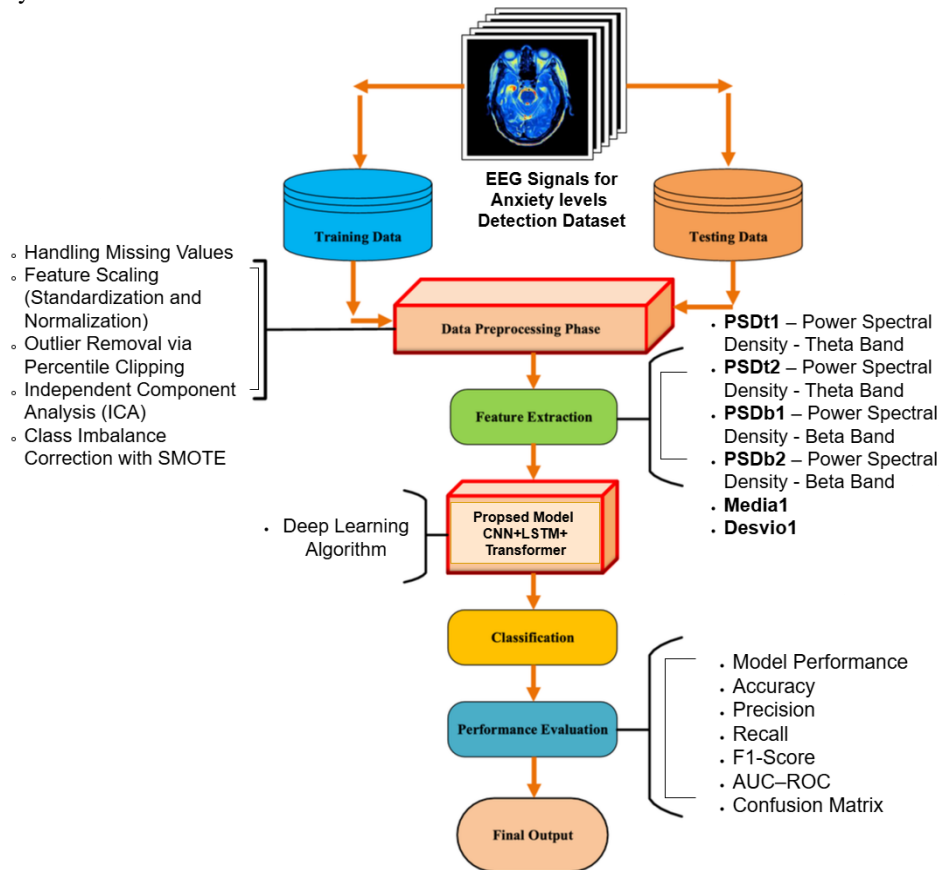 EEG Signals for
Anxiety levels
Detection Dataset
Training Data
Testing Data
◦ Handling Missing Values
◦ Feature Scaling
(Standardization and
Normalization)
◦ Outlier Removal via
Percentile Clipping
◦ Independent Component
Analysis (ICA)
◦ Class Imbalance
Correction with SMOTE
Data Preprocessing Phase
• PSDt1 – Power Spectral
Density - Theta Band
• PSDt2 – Power Spectral
Density - Theta Band
• PSDb1 – Power Spectral
Density - Beta Band
• PSDb2 – Power Spectral
Density - Beta Band
• Media1
• Desvio1
Feature Extraction
• Deep Learning
Algorithm
Propsed Model
CNN+LSTM+
Transformer
Classification
Performance Evaluation
• Model Performance
• Accuracy
• Precision
• Recall
• F1-Score
• AUC–ROC
• Confusion Matrix
Final Output